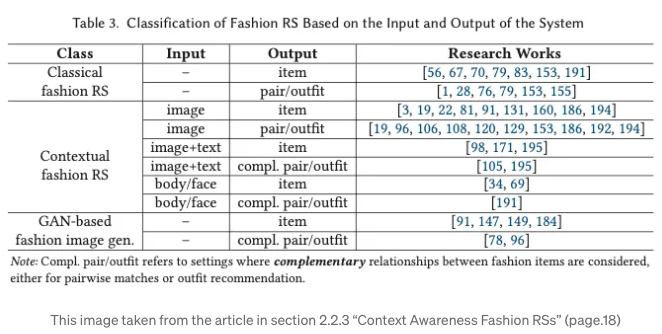 Table 3. Classification of Fashion RS Based on the Input and Output of the System
Class Input Output Research Works
Classical fashion RS – item [56, 67, 70, 79, 83, 153, 191]
– pair/outfit [1, 28, 76, 79, 153, 155]
Contextual fashion RS image item [3, 19, 22, 81, 91, 131, 160, 186, 194]
image pair/outfit [19, 96, 106, 108, 120, 129, 153, 186, 192, 194]
image+text item [98, 171, 195]
image+text compl. pair/outfit [105, 195]
body/face item [34, 69]
body/face compl. pair/outfit [191]
GAN-based fashion image gen. – item [91, 147, 149, 184]
– compl. pair/outfit [78, 96]
Note: Compl. pair/outfit refers to settings where complementary relationships between fashion items are considered,
either for pairwise matches or outfit recommendation.
This image taken from the article in section 2.2.3 “Context Awareness Fashion RSs” (page.18)